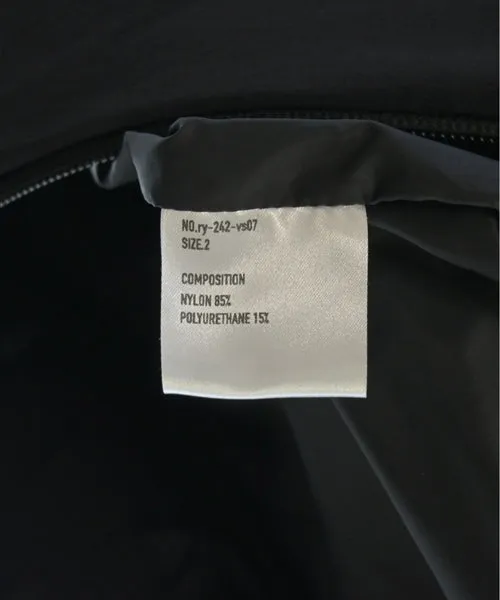 NO.ry-242-vs07
SIZE.2
COMPOSITION
NYLON 85%
POLYURETHANE 15%